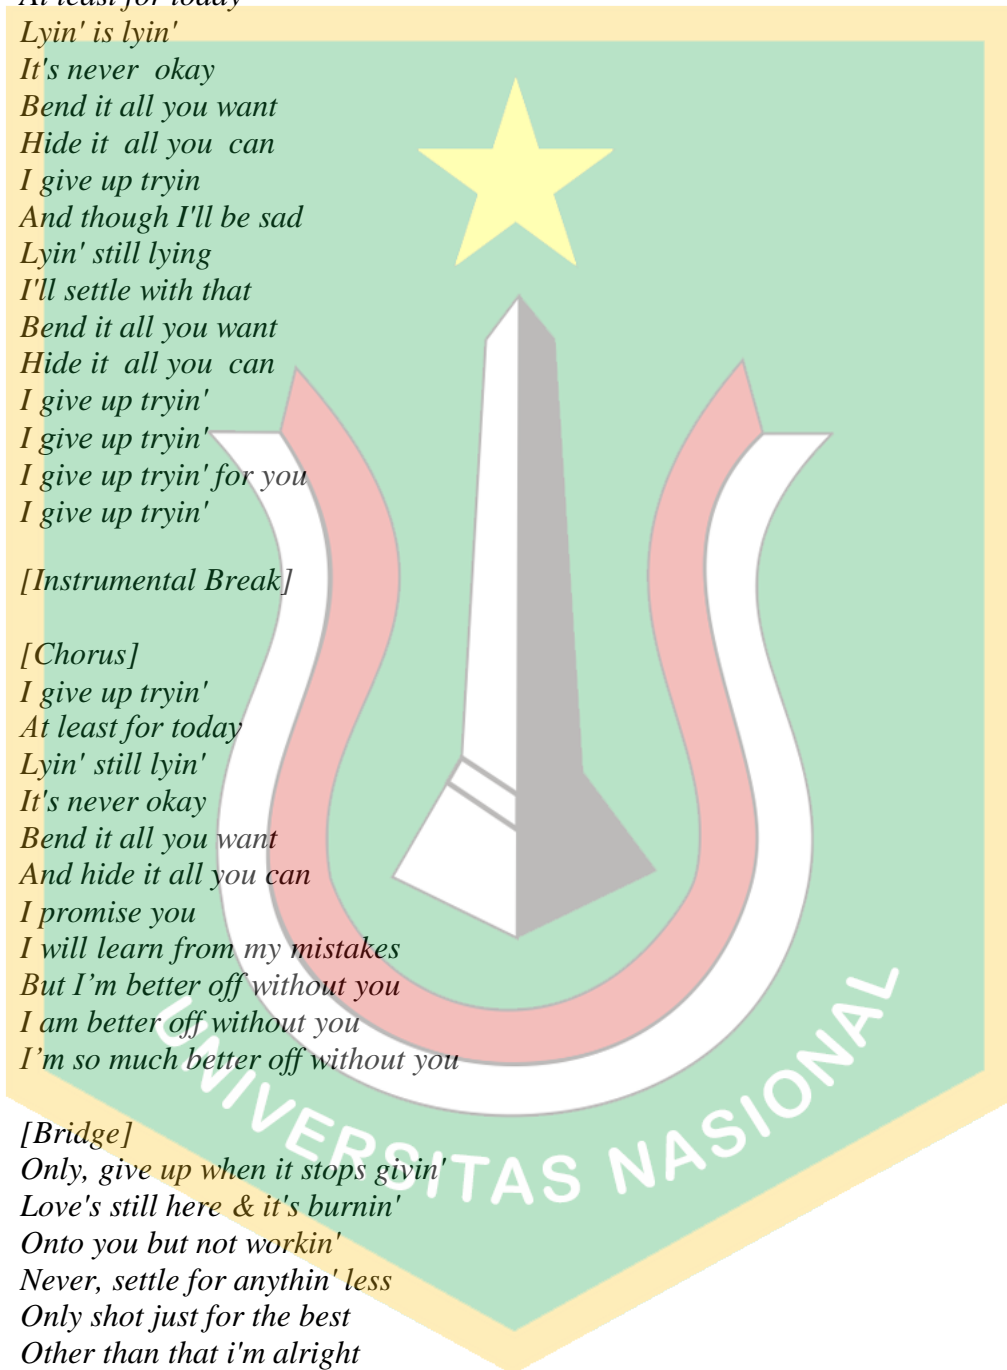 At least for today
Lyin' is lyin'
It's never  okay
Bend it all you want
Hide it  all you  can
I give up tryin
And though I'll be sad
Lyin' still lying
I'll settle with that
Bend it all you want
Hide it  all you  can
I give up tryin'
I give up tryin'
I give up tryin' for you
I give up tryin'

[Instrumental Break]

[Chorus]
I give up tryin'
At least for today
Lyin' still lyin'
It's never okay
Bend it all you want
And hide it all you can
I promise you
I will learn from my mistakes
But I’m better off without you
I am better off without you
I’m so much better off without you

[Bridge]
Only, give up when it stops givin'
Love's still here & it's burnin'
Onto you but not workin'
Never, settle for anythin' less
Only shot just for the best
Other than that i'm alright
UNIVERSITAS NASIONAL